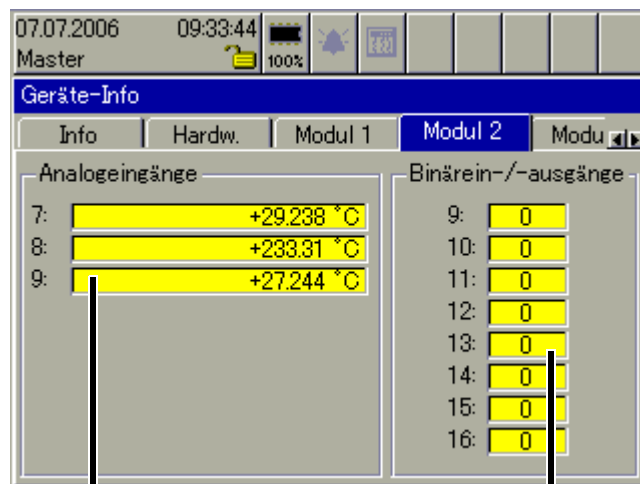 07.07.2006 09:33:44
Master 100%
Geräte-Info
Info Hardw. Modul 1 Modul 2 Modu
Analogeingänge
7: +29.238 °C
8: +233.31 °C
9: +27.244 °C
Binärein-/-ausgänge
9: 0
10: 0
11: 0
12: 0
13: 0
14: 0
15: 0
16: 0